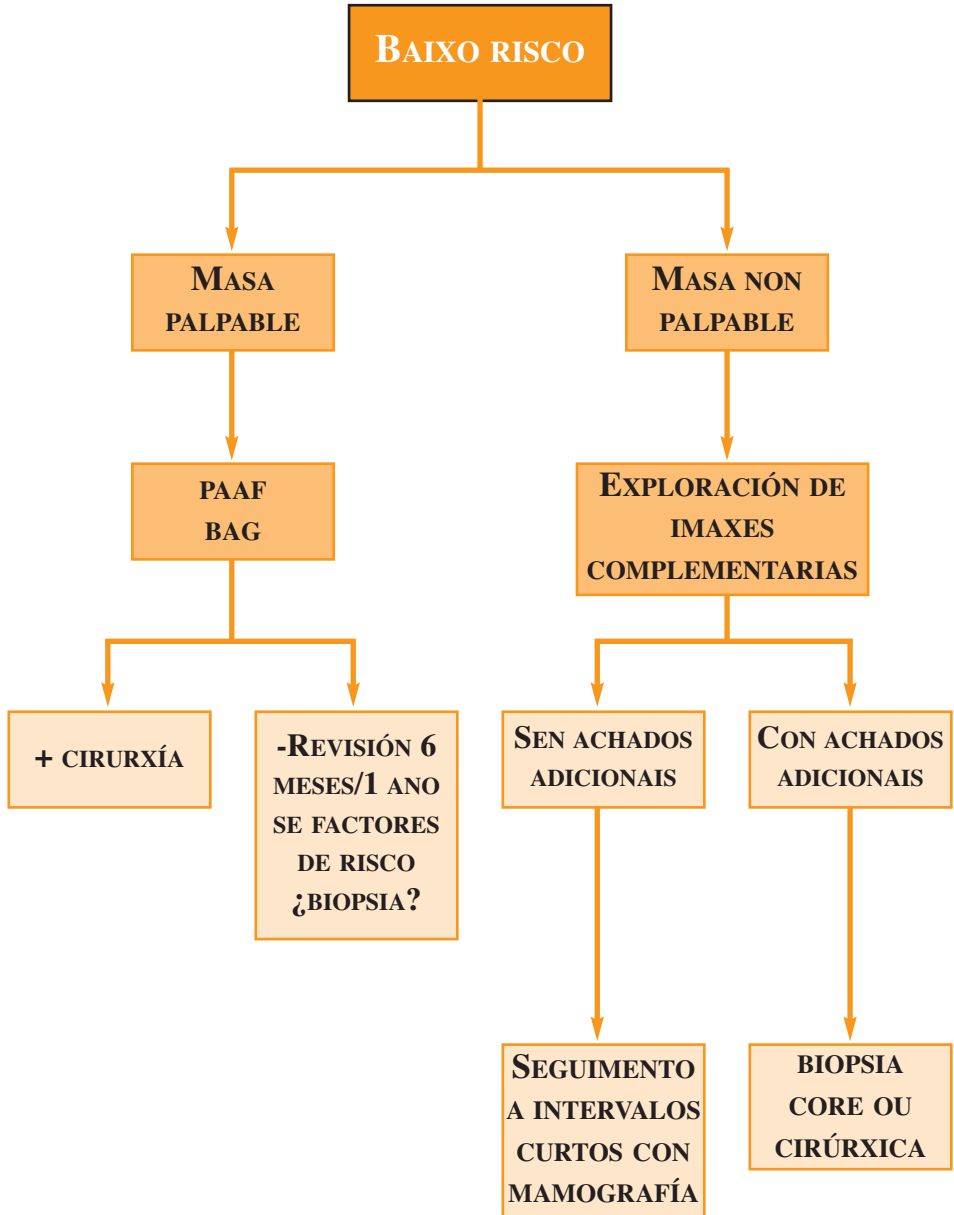 BAIXO RISCO
MASA
PALPABLE
MASA NON
PALPABLE
PAAF
BAG
EXPLORACIÓN DE
IMAXES
COMPLEMENTARIAS
+ CIRURXÍA
-REVISIÓN 6
MESES/1 ANO
SE FACTORES
DE RISCO
¿BIOPSIA?
SEN ACHADOS
ADICIONAIS
CON ACHADOS
ADICIONAIS
SEGUIMENTO
A INTERVALOS
CURTOS CON
MAMOGRAFÍA
BIOPSIA
CORE OU
CIRÚRXICA